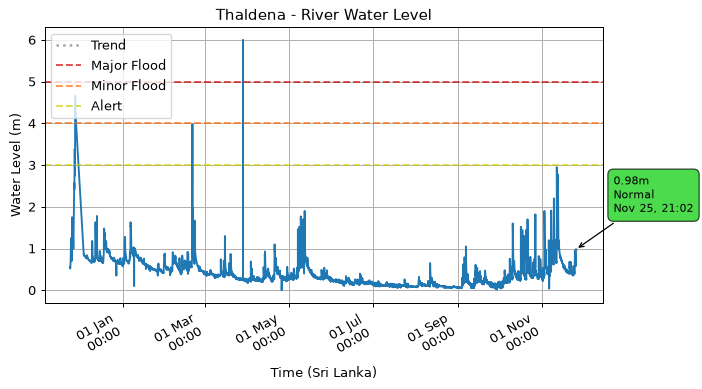 Thaldena - River Water Level
Water Level (m)
6
5
4
3
2
1
0
Trend
Major Flood
Minor Flood
Alert
0.98m
Normal
Nov 25, 21:02
01 Jan
00:00
01 Mar
00:00
01 May
00:00
01 Jul
00:00
01 Sep
00:00
01 Nov
00:00
Time (Sri Lanka)